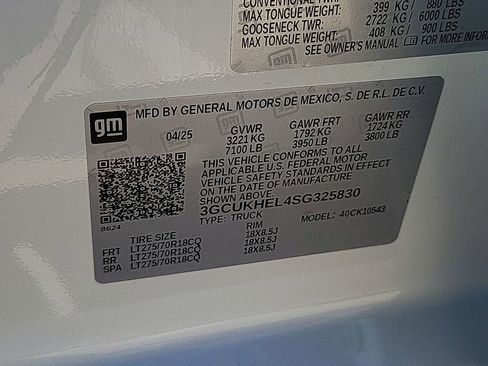 CONVENTIONAL TWR:
MAX TONGUE WEIGHT: 399 KG / 880 LBS
GOOSENECK TWR: 2722 KG / 6000 LBS
MAX TONGUE WEIGHT: 408 KG / 900 LBS
SEE OWNER'S MANUAL FOR MORE INFORM
gm
MFD BY GENERAL MOTORS DE MEXICO, S. DE R.L. DE C.V.
04/25 GVWR GAWR FRT GAWR RR
3221 KG 1792 KG 1724 KG
7100 LB 3950 LB 3800 LB
THIS VEHICLE CONFORMS TO ALL
APPLICABLE U.S. FEDERAL MOTOR
VEHICLE SAFETY STANDARDS IN EFFECT
ON THE DATE OF MANUFACTURE
SHOWN ABOVE.
3GCUKHEL4SG325830
8624
TYPE: TRUCK MODEL: 40CK10543
TIRE SIZE RIM
FRT LT275/70R18CQ 18X8.5J
RR LT275/70R18CQ 18X8.5J
SPA LT275/70R18CQ 18X8.5J